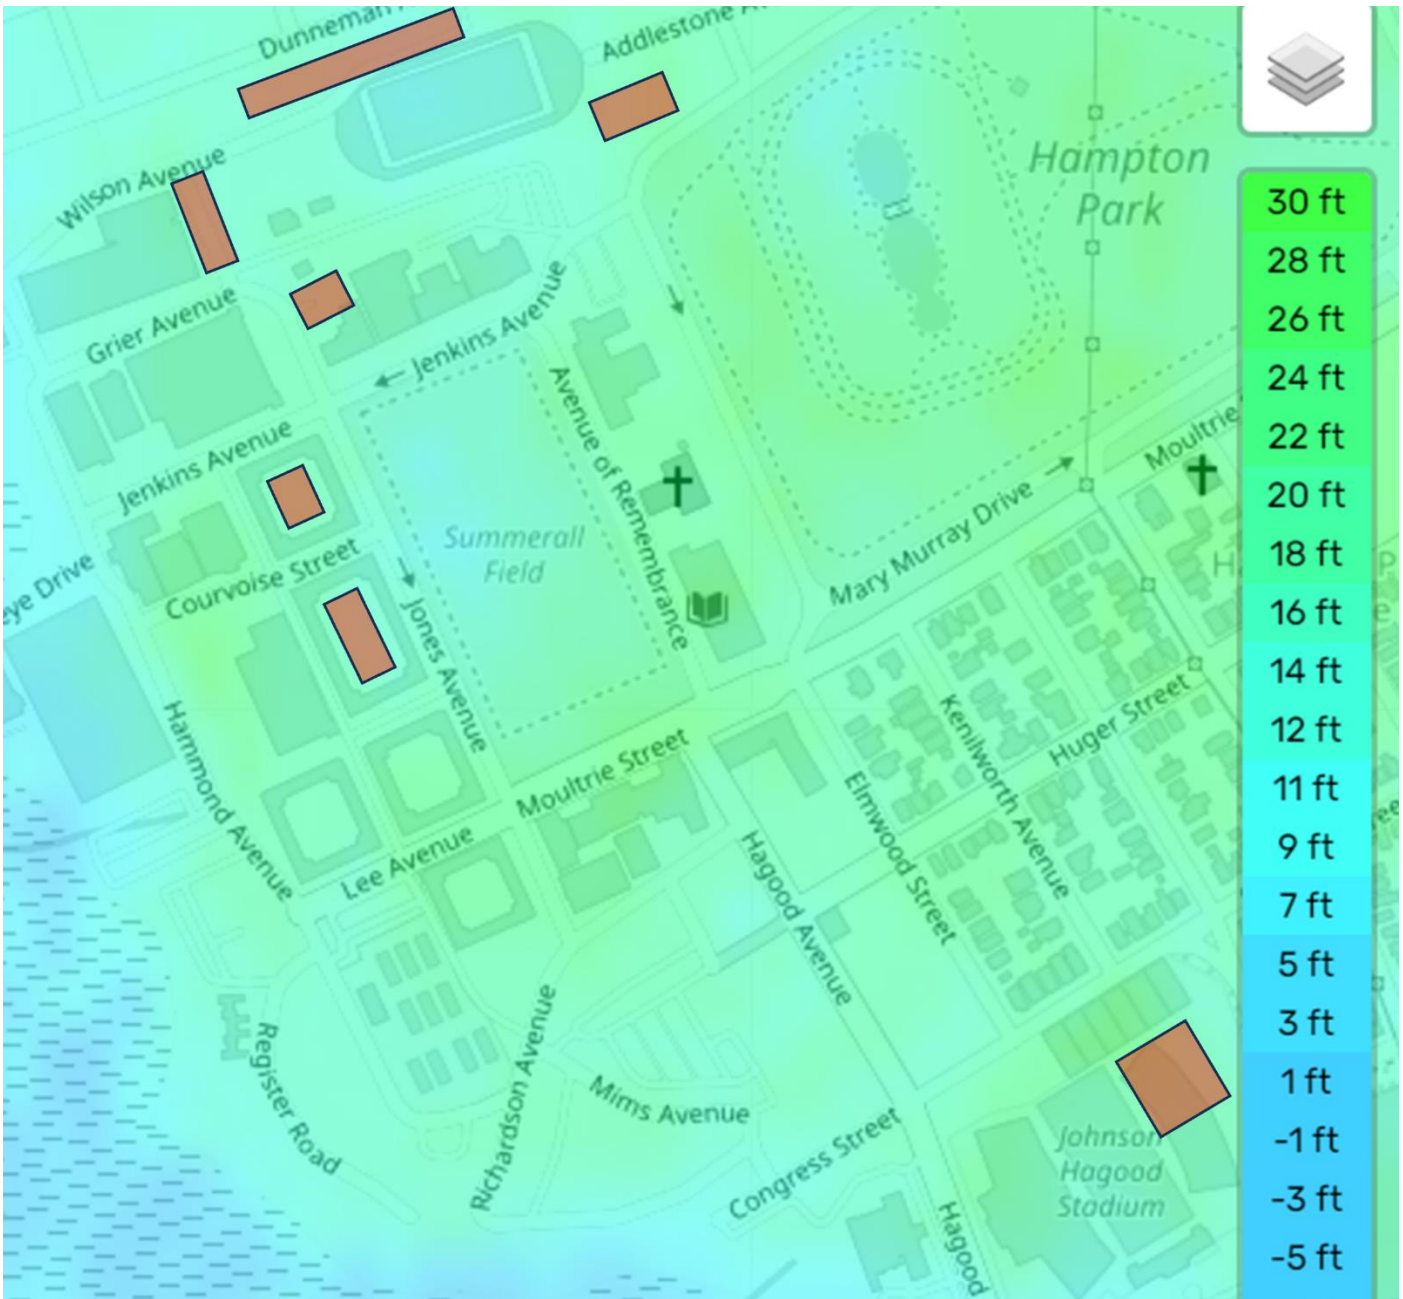 Dunneman
Addlestone
Wilson Avenue
Hampton
Park
Grier Avenue
Jenkins Avenue
Avenue of Remembrance
Jenkins Avenue
Moultrie
Summerall
Field
Mary Murray Drive
Courvoise Street
eye Drive
Jones Avenue
Hammond Avenue
Moultrie Street
Huger Street
Kenilworth Avenue
Elmwood Street
Lee Avenue
Hagood Avenue
Register Road
Richardson Avenue
Mims Avenue
Congress Street
Johnson
Hagood
Stadium
Hagood
30 ft
28 ft
26 ft
24 ft
22 ft
20 ft
18 ft
16 ft
14 ft
12 ft
11 ft
9 ft
7 ft
5 ft
3 ft
1 ft
-1 ft
-3 ft
-5 ft